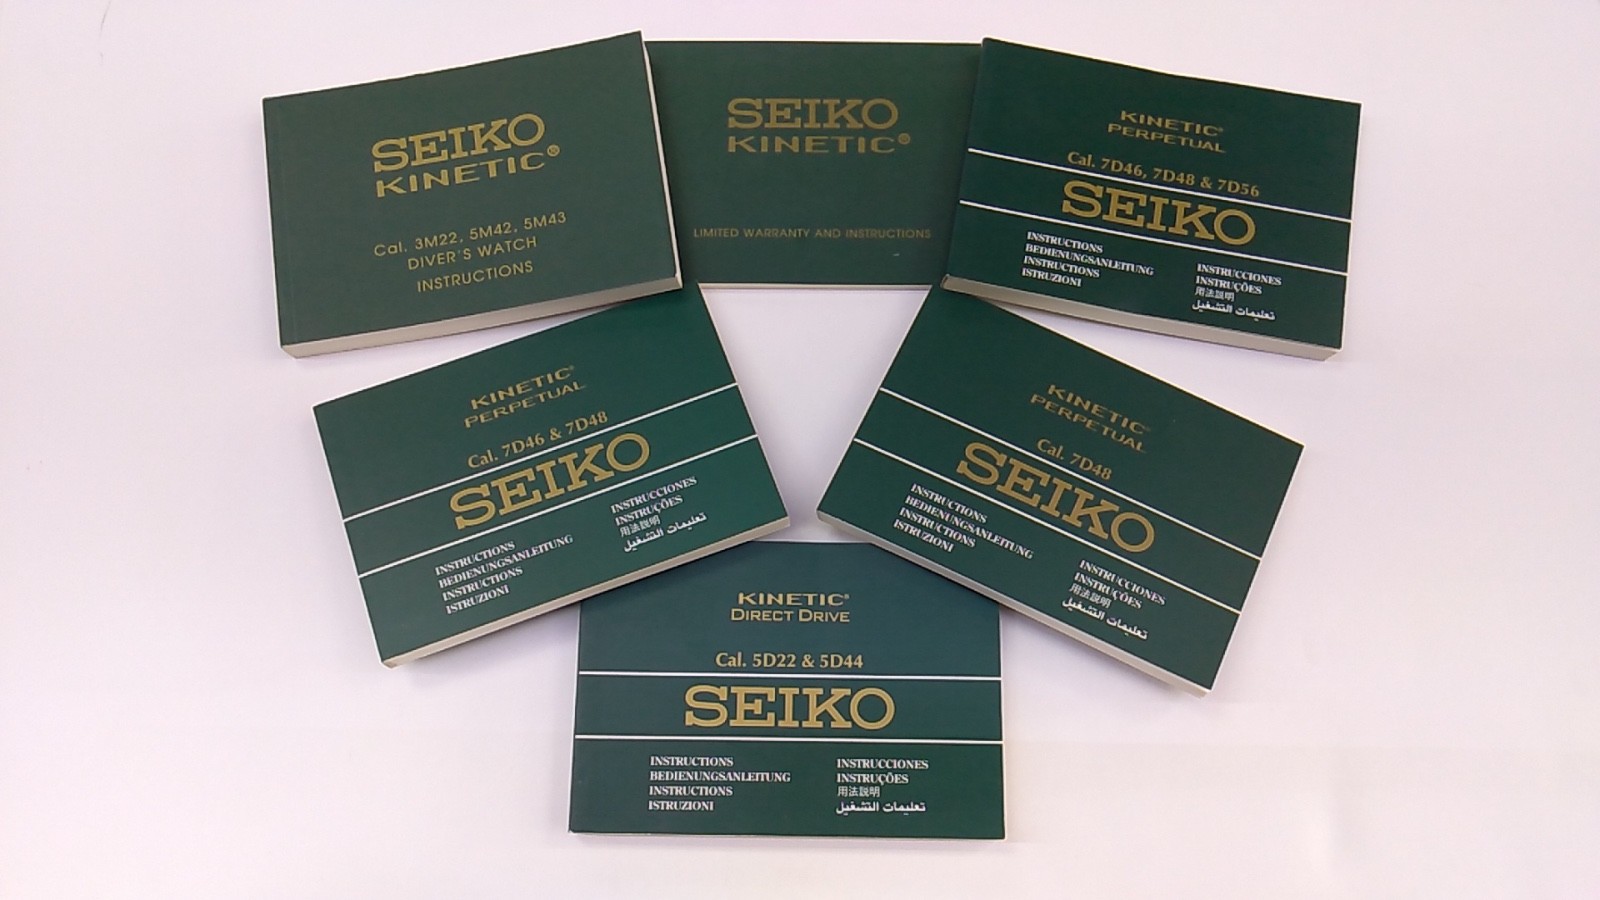 SEIKO
KINETIC®
Cal. 3M22, 5M42, 5M43
DIVER'S WATCH
INSTRUCTIONS
SEIKO
KINETIC®
LIMITED WARRANTY AND INSTRUCTIONS
KINETIC®
PERPETUAL
Cal. 7D46, 7D48 & 7D56
SEIKO
INSTRUCTIONS
BEDIENUNGSANLEITUNG
INSTRUCTIONS
ISTRUZIONI
INSTRUCCIONES
INSTRUÇÕES
用法説明
تعليمات التشغيل
KINETIC®
PERPETUAL
Cal. 7D46 & 7D48
SEIKO
INSTRUCTIONS
BEDIENUNGSANLEITUNG
INSTRUCTIONS
ISTRUZIONI
INSTRUCCIONES
INSTRUÇÕES
用法説明
تعليمات التشغيل
KINETIC®
PERPETUAL
Cal. 7D48
SEIKO
INSTRUCTIONS
BEDIENUNGSANLEITUNG
INSTRUCTIONS
ISTRUZIONI
INSTRUCCIONES
INSTRUÇÕES
用法説明
تعليمات التشغيل
KINETIC®
DIRECT DRIVE
Cal. 5D22 & 5D44
SEIKO
INSTRUCTIONS
BEDIENUNGSANLEITUNG
INSTRUCTIONS
ISTRUZIONI
INSTRUCCIONES
INSTRUÇÕES
用法説明
تعليمات التشغيل